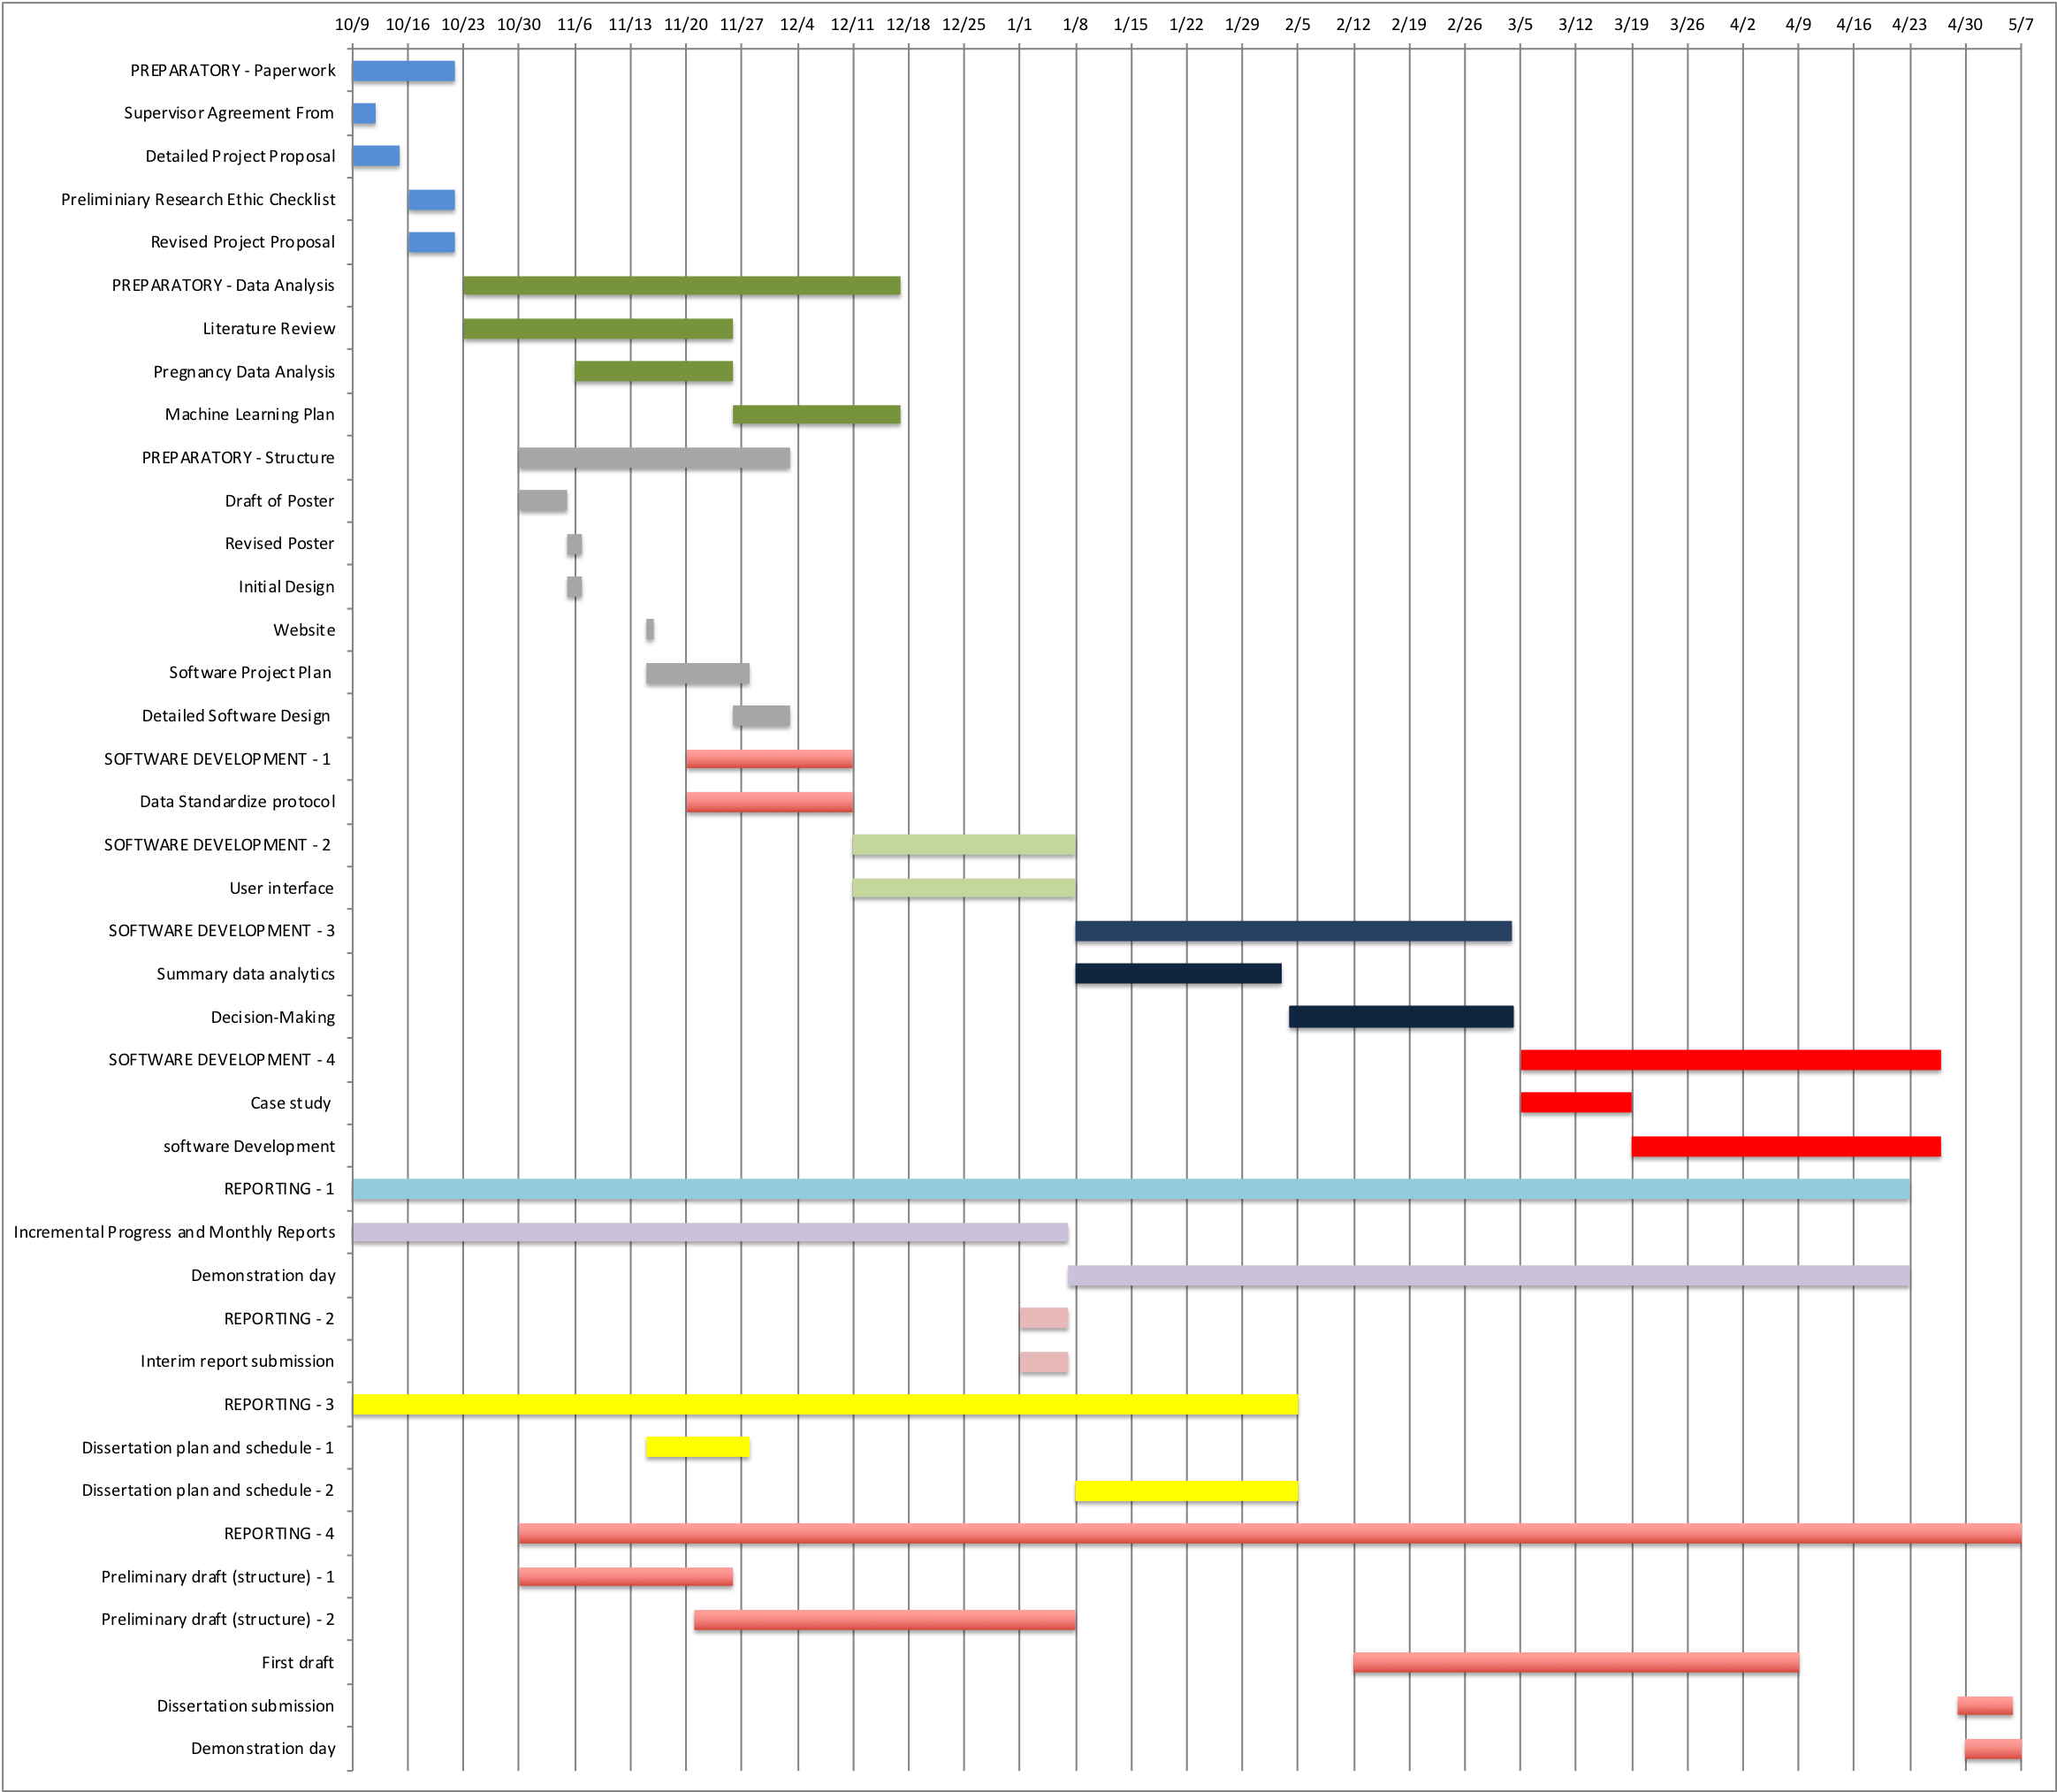 10/9 10/16 10/23 10/30 11/6 11/13 11/20 11/27 12/4 12/11 12/18 12/25 1/1 1/8 1/15 1/22 1/29 2/5 2/12 2/19 2/26 3/5 3/12 3/19 3/26 4/2 4/9 4/16 4/23 4/30 5/7
PREPARATORY - Paperwork
Supervisor Agreement From
Detailed Project Proposal
Preliminiary Research Ethic Checklist
Revised Project Proposal
PREPARATORY - Data Analysis
Literature Review
Pregnancy Data Analysis
Machine Learning Plan
PREPARATORY - Structure
Draft of Poster
Revised Poster
Initial Design
Website
Software Project Plan
Detailed Software Design
SOFTWARE DEVELOPMENT - 1
Data Standardize protocol
SOFTWARE DEVELOPMENT - 2
User interface
SOFTWARE DEVELOPMENT - 3
Summary data analytics
Decision-Making
SOFTWARE DEVELOPMENT - 4
Case study
software Development
REPORTING - 1
Incremental Progress and Monthly Reports
Demonstration day
REPORTING - 2
Interim report submission
REPORTING - 3
Dissertation plan and schedule - 1
Dissertation plan and schedule - 2
REPORTING - 4
Preliminary draft (structure) - 1
Preliminary draft (structure) - 2
First draft
Dissertation submission
Demonstration day